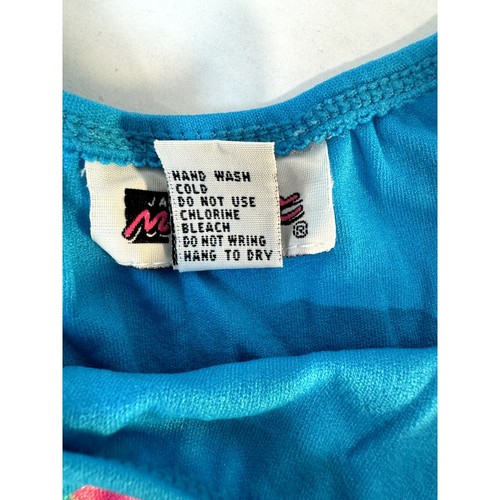 HAND WASH
COLD
DO NOT USE
CHLORINE
BLEACH
DO NOT WRING
HANG TO DRY
®